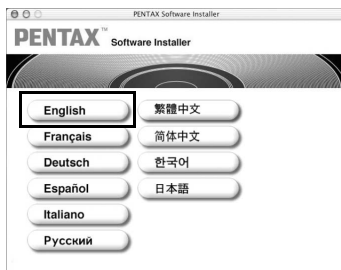 PENTAX Software Installer
PENTAX™ Software Installer
English
Français
Deutsch
Español
Italiano
Русский
繁體中文
简体中文
한국어
日本語